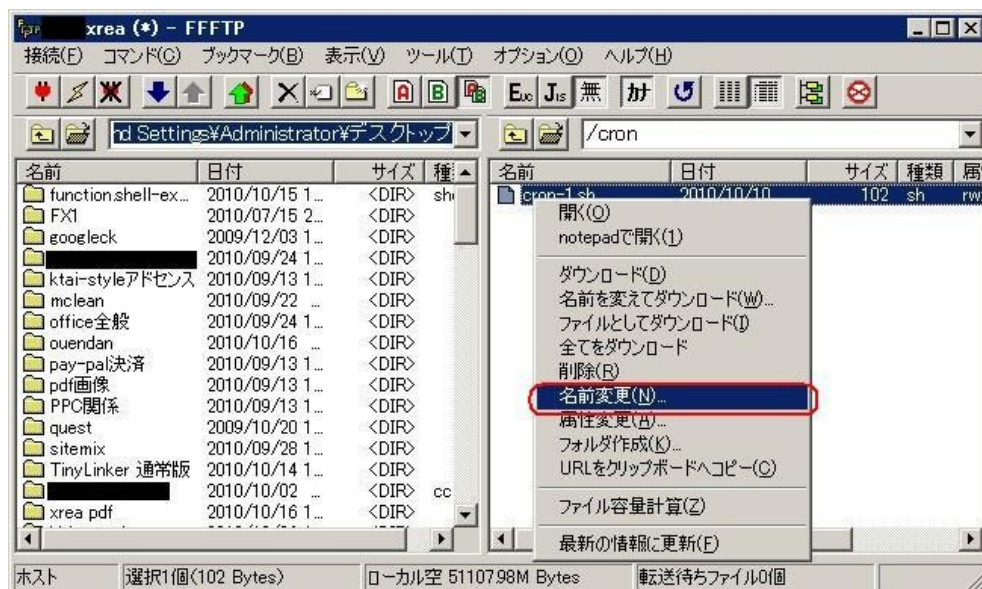 xrea (*) - FFFTP
接続(F) コマンド(C) ブックマーク(B) 表示(V) ツール(T) オプション(O) ヘルプ(H)
A B Euc JIS 無 カナ
nd Settings¥Administrator¥デスクトップ
/cron
名前 日付 サイズ 種
function.shell-ex... 2010/10/15 1... <DIR> she
FX1 2010/07/15 2... <DIR>
googleck 2009/12/03 1... <DIR>
2010/09/24 1... <DIR>
ktai-styleアドセンス 2010/09/13 1... <DIR>
mclean 2010/09/22 ... <DIR>
office全般 2010/09/24 1... <DIR>
ouendan 2010/10/16 ... <DIR>
pay-pal決済 2010/09/13 1... <DIR>
pdf画像 2010/09/13 1... <DIR>
PPC関係 2010/09/13 1... <DIR>
quest 2009/10/20 1... <DIR>
sitemix 2010/09/28 1... <DIR>
TinyLinker 通常版 2010/10/14 1... <DIR>
2010/10/02 ... <DIR> cc
xrea pdf 2010/10/16 1... <DIR>
名前 日付 サイズ 種類 属
cron-1.sh 2010/10/10 102 sh rw
開く(O)
notepadで開く(1)
ダウンロード(D)
名前を変えてダウンロード(W)...
ファイルとしてダウンロード(I)
全てをダウンロード
削除(R)
名前変更(N)...
属性変更(A)...
フォルダ作成(K)...
URLをクリップボードへコピー(C)
ファイル容量計算(Z)
最新の情報に更新(F)
ホスト 選択1個(102 Bytes) ローカル空 51107.98M Bytes 転送待ちファイル0個